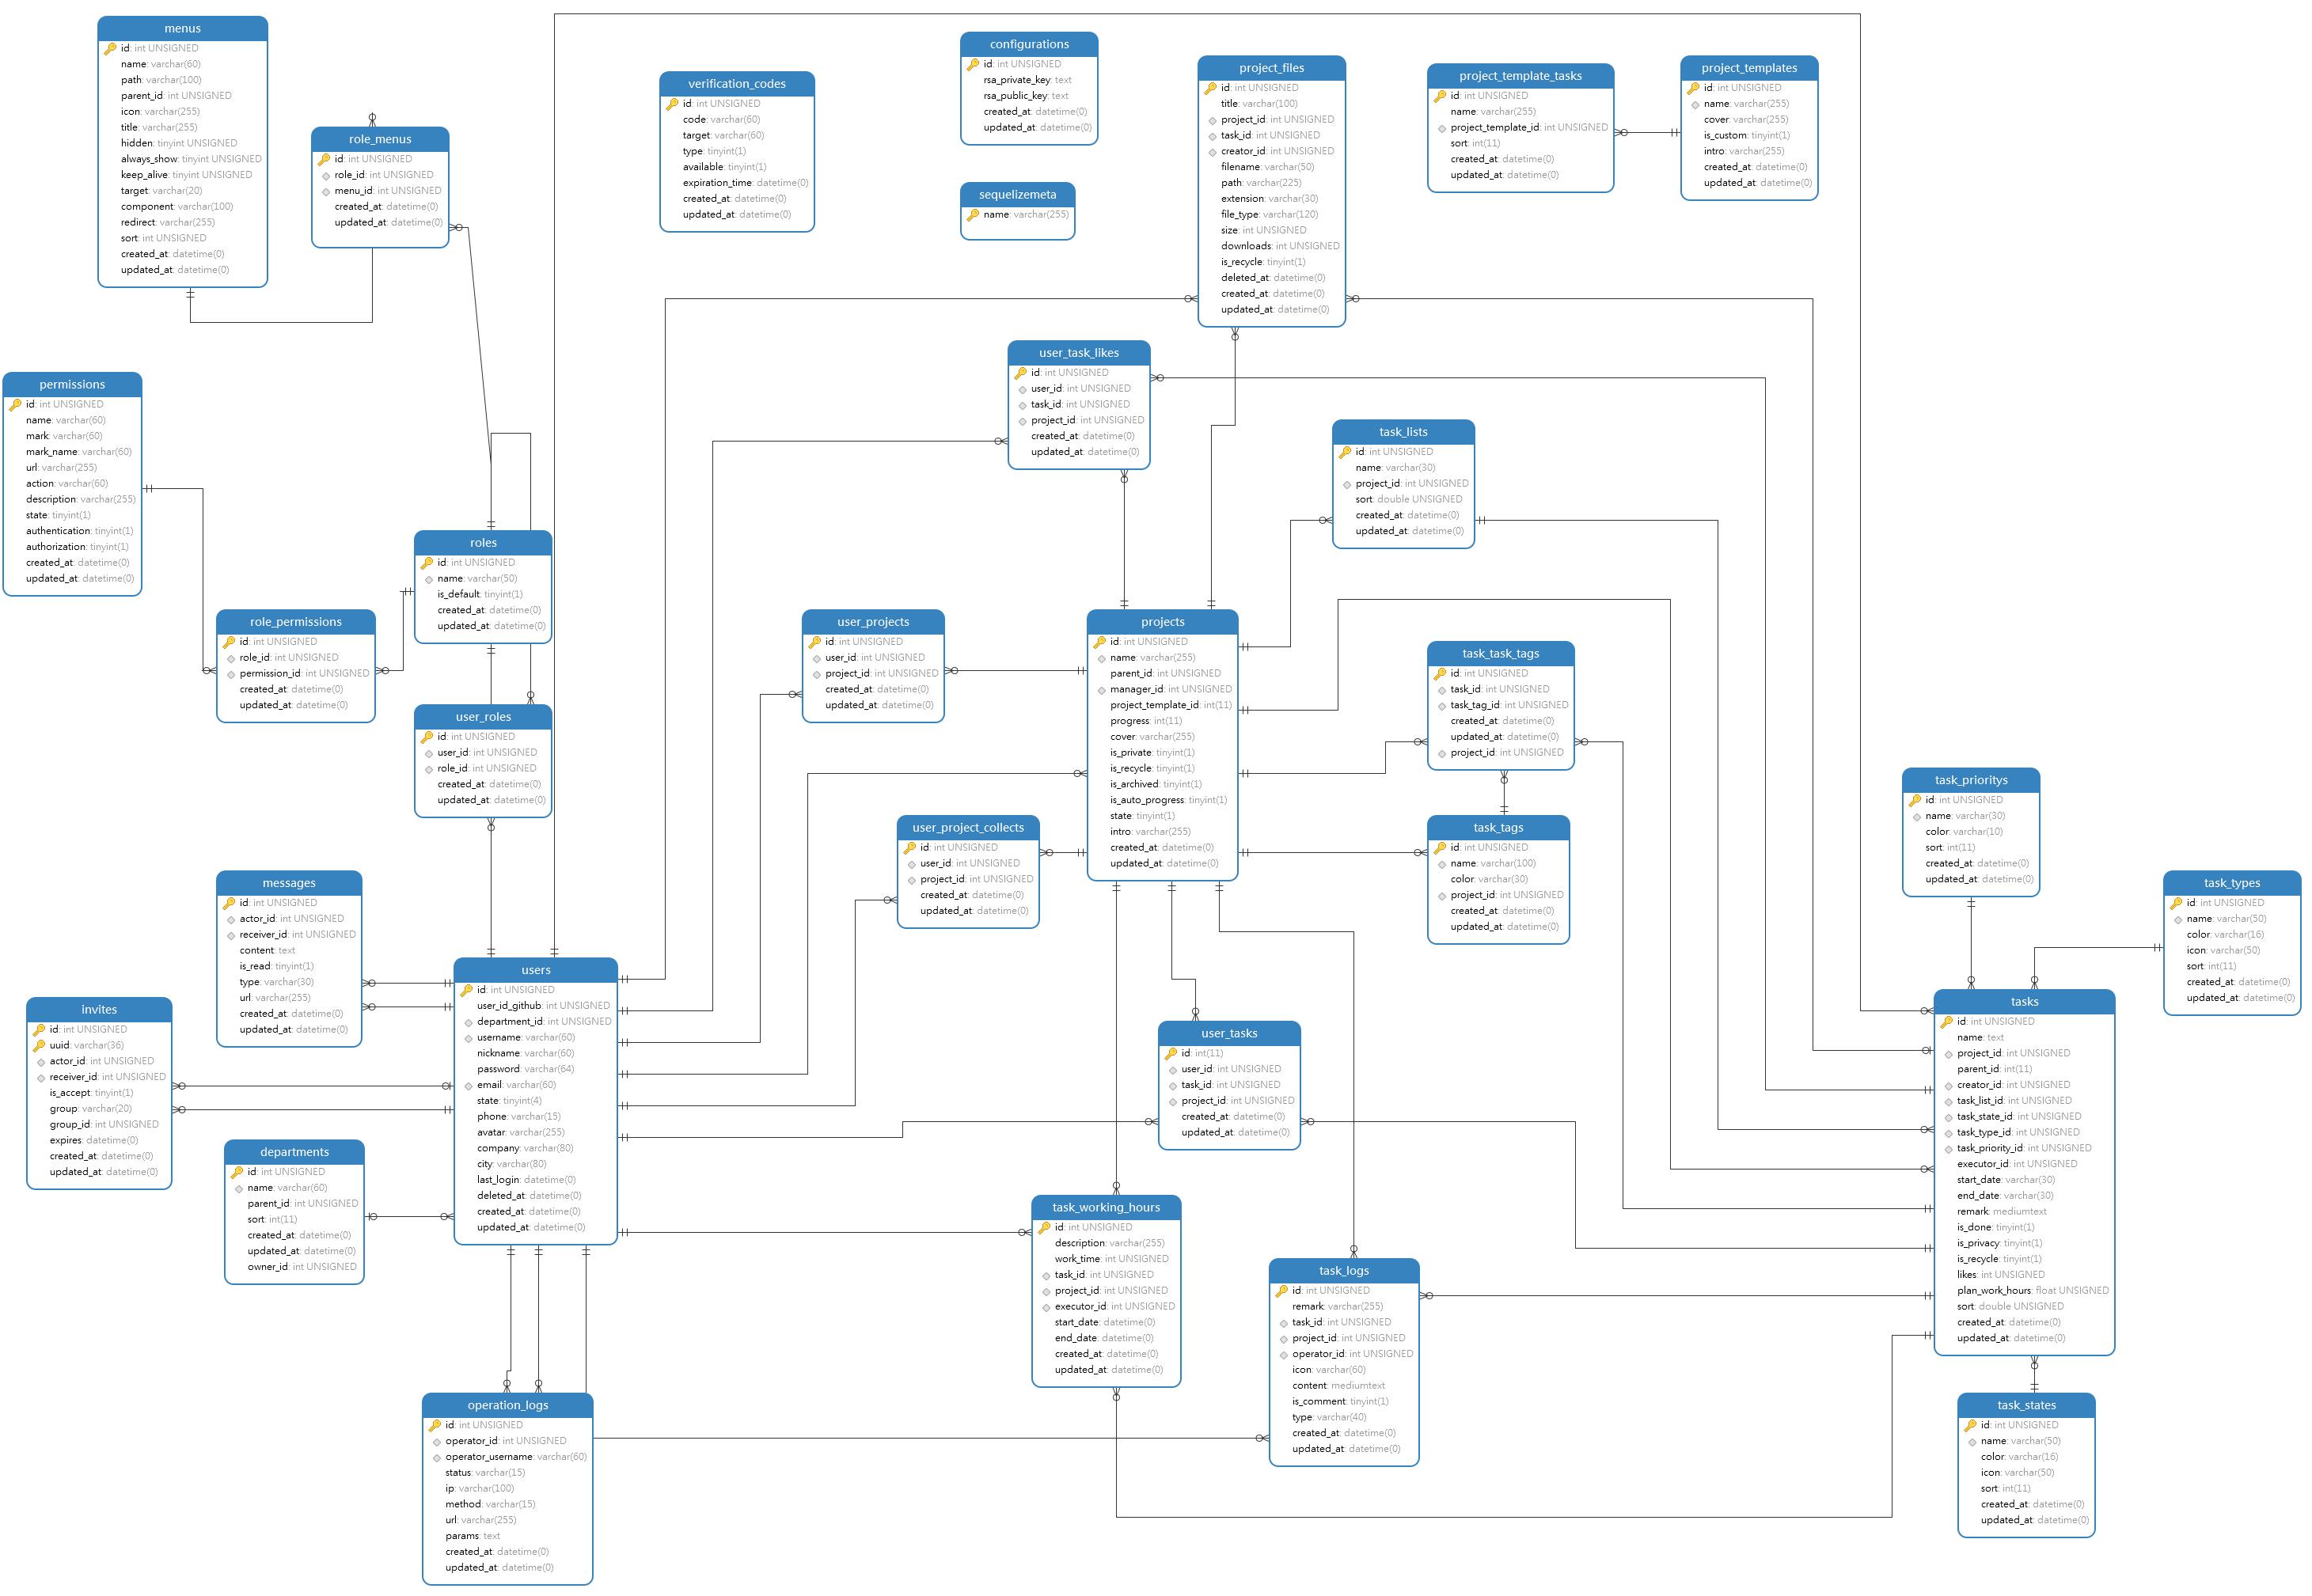 menus
id: int UNSIGNED
name: varchar(60)
path: varchar(100)
parent_id: int UNSIGNED
icon: varchar(255)
title: varchar(255)
hidden: tinyint UNSIGNED
always_show: tinyint UNSIGNED
keep_alive: tinyint UNSIGNED
target: varchar(20)
component: varchar(100)
redirect: varchar(255)
sort: int UNSIGNED
created_at: datetime(0)
updated_at: datetime(0)
role_menus
id: int UNSIGNED
role_id: int UNSIGNED
menu_id: int UNSIGNED
created_at: datetime(0)
updated_at: datetime(0)
verification_codes
id: int UNSIGNED
code: varchar(60)
target: varchar(60)
type: tinyint(1)
available: tinyint(1)
expiration_time: datetime(0)
created_at: datetime(0)
updated_at: datetime(0)
configurations
id: int UNSIGNED
rsa_private_key: text
rsa_public_key: text
created_at: datetime(0)
updated_at: datetime(0)
sequelizemeta
name: varchar(255)
project_files
id: int UNSIGNED
title: varchar(100)
project_id: int UNSIGNED
task_id: int UNSIGNED
creator_id: int UNSIGNED
filename: varchar(50)
path: varchar(225)
extension: varchar(30)
file_type: varchar(120)
size: int UNSIGNED
downloads: int UNSIGNED
is_recycle: tinyint(1)
deleted_at: datetime(0)
created_at: datetime(0)
updated_at: datetime(0)
project_template_tasks
id: int UNSIGNED
name: varchar(255)
project_template_id: int UNSIGNED
sort: int(11)
created_at: datetime(0)
updated_at: datetime(0)
project_templates
id: int UNSIGNED
name: varchar(255)
cover: varchar(255)
is_custom: tinyint(1)
intro: varchar(255)
created_at: datetime(0)
updated_at: datetime(0)
permissions
id: int UNSIGNED
name: varchar(60)
mark: varchar(60)
mark_name: varchar(60)
url: varchar(255)
action: varchar(60)
description: varchar(255)
state: tinyint(1)
authentication: tinyint(1)
authorization: tinyint(1)
created_at: datetime(0)
updated_at: datetime(0)
user_task_likes
id: int UNSIGNED
user_id: int UNSIGNED
task_id: int UNSIGNED
project_id: int UNSIGNED
created_at: datetime(0)
updated_at: datetime(0)
task_lists
id: int UNSIGNED
name: varchar(30)
project_id: int UNSIGNED
sort: double UNSIGNED
created_at: datetime(0)
updated_at: datetime(0)
roles
id: int UNSIGNED
name: varchar(50)
is_default: tinyint(1)
created_at: datetime(0)
updated_at: datetime(0)
role_permissions
id: int UNSIGNED
role_id: int UNSIGNED
permission_id: int UNSIGNED
created_at: datetime(0)
updated_at: datetime(0)
user_roles
id: int UNSIGNED
user_id: int UNSIGNED
role_id: int UNSIGNED
created_at: datetime(0)
updated_at: datetime(0)
user_projects
id: int UNSIGNED
user_id: int UNSIGNED
project_id: int UNSIGNED
created_at: datetime(0)
updated_at: datetime(0)
projects
id: int UNSIGNED
name: varchar(255)
parent_id: int UNSIGNED
manager_id: int UNSIGNED
project_template_id: int(11)
progress: int(11)
cover: varchar(255)
is_private: tinyint(1)
is_recycle: tinyint(1)
is_archived: tinyint(1)
is_auto_progress: tinyint(1)
state: tinyint(1)
intro: varchar(255)
created_at: datetime(0)
updated_at: datetime(0)
task_task_tags
id: int UNSIGNED
task_id: int UNSIGNED
task_tag_id: int UNSIGNED
created_at: datetime(0)
updated_at: datetime(0)
project_id: int UNSIGNED
user_project_collects
id: int UNSIGNED
user_id: int UNSIGNED
project_id: int UNSIGNED
created_at: datetime(0)
updated_at: datetime(0)
task_tags
id: int UNSIGNED
name: varchar(100)
color: varchar(30)
project_id: int UNSIGNED
created_at: datetime(0)
updated_at: datetime(0)
task_prioritys
id: int UNSIGNED
name: varchar(30)
color: varchar(10)
sort: int(11)
created_at: datetime(0)
updated_at: datetime(0)
task_types
id: int UNSIGNED
name: varchar(50)
color: varchar(16)
icon: varchar(50)
sort: int(11)
created_at: datetime(0)
updated_at: datetime(0)
messages
id: int UNSIGNED
actor_id: int UNSIGNED
receiver_id: int UNSIGNED
content: text
is_read: tinyint(1)
type: varchar(30)
url: varchar(255)
created_at: datetime(0)
updated_at: datetime(0)
invites
id: int UNSIGNED
uuid: varchar(36)
actor_id: int UNSIGNED
receiver_id: int UNSIGNED
is_accept: tinyint(1)
group: varchar(20)
group_id: int UNSIGNED
expires: datetime(0)
created_at: datetime(0)
updated_at: datetime(0)
departments
id: int UNSIGNED
name: varchar(60)
parent_id: int UNSIGNED
sort: int(11)
created_at: datetime(0)
updated_at: datetime(0)
owner_id: int UNSIGNED
users
id: int UNSIGNED
user_id_github: int UNSIGNED
department_id: int UNSIGNED
username: varchar(60)
nickname: varchar(60)
password: varchar(64)
email: varchar(60)
state: tinyint(4)
phone: varchar(15)
avatar: varchar(255)
company: varchar(80)
city: varchar(80)
last_login: datetime(0)
deleted_at: datetime(0)
created_at: datetime(0)
updated_at: datetime(0)
user_tasks
id: int(11)
user_id: int UNSIGNED
task_id: int UNSIGNED
project_id: int UNSIGNED
created_at: datetime(0)
updated_at: datetime(0)
tasks
id: int UNSIGNED
name: text
project_id: int UNSIGNED
parent_id: int(11)
creator_id: int UNSIGNED
task_list_id: int UNSIGNED
task_state_id: int UNSIGNED
task_type_id: int UNSIGNED
task_priority_id: int UNSIGNED
executor_id: int UNSIGNED
start_date: varchar(30)
end_date: varchar(30)
remark: mediumtext
is_done: tinyint(1)
is_privacy: tinyint(1)
is_recycle: tinyint(1)
likes: int UNSIGNED
plan_work_hours: float UNSIGNED
sort: double UNSIGNED
created_at: datetime(0)
updated_at: datetime(0)
task_working_hours
id: int UNSIGNED
description: varchar(255)
work_time: int UNSIGNED
task_id: int UNSIGNED
project_id: int UNSIGNED
executor_id: int UNSIGNED
start_date: datetime(0)
end_date: datetime(0)
created_at: datetime(0)
updated_at: datetime(0)
task_logs
id: int UNSIGNED
remark: varchar(255)
task_id: int UNSIGNED
project_id: int UNSIGNED
operator_id: int UNSIGNED
icon: varchar(60)
content: mediumtext
is_comment: tinyint(1)
type: varchar(40)
created_at: datetime(0)
updated_at: datetime(0)
operation_logs
id: int UNSIGNED
operator_id: int UNSIGNED
operator_username: varchar(60)
status: varchar(15)
ip: varchar(100)
method: varchar(15)
url: varchar(255)
params: text
created_at: datetime(0)
updated_at: datetime(0)
task_states
id: int UNSIGNED
name: varchar(50)
color: varchar(16)
icon: varchar(50)
sort: int(11)
created_at: datetime(0)
updated_at: datetime(0)